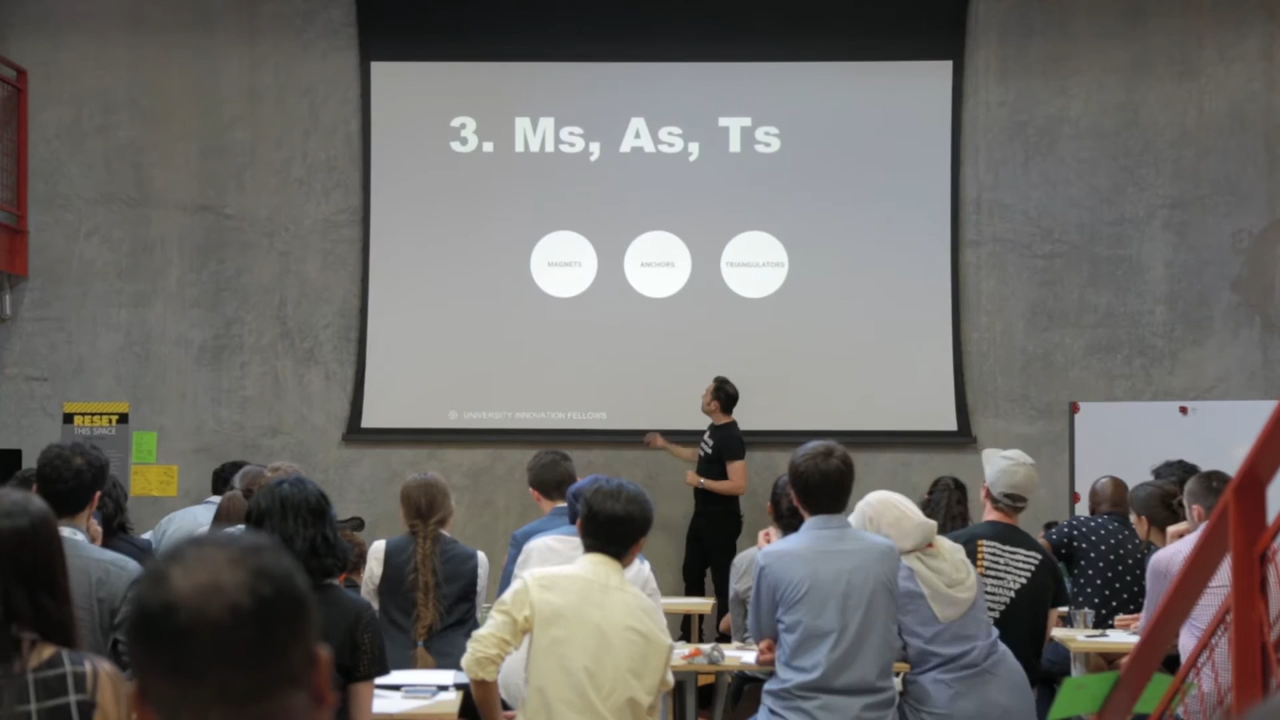 3. Ms, As, Ts
MAGNETS
ANCHORS
TRIANGULATORS
UNIVERSITY INNOVATION FELLOWS
RESET
THIS SPACE